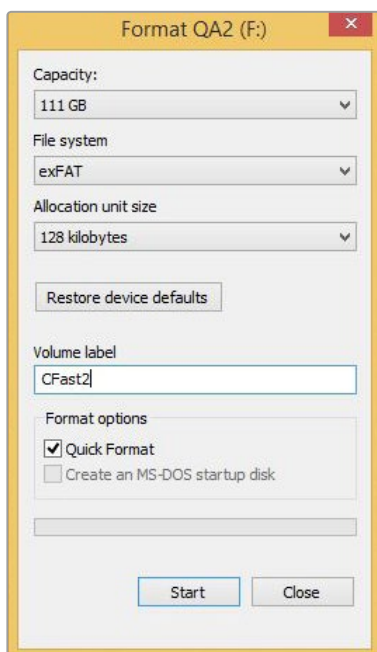 Format QA2 (F:)
Capacity:
111 GB
File system
exFAT
Allocation unit size
128 kilobytes
Restore device defaults
Volume label
CFast2
Format options
Quick Format
Create an MS-DOS startup disk
Start Close